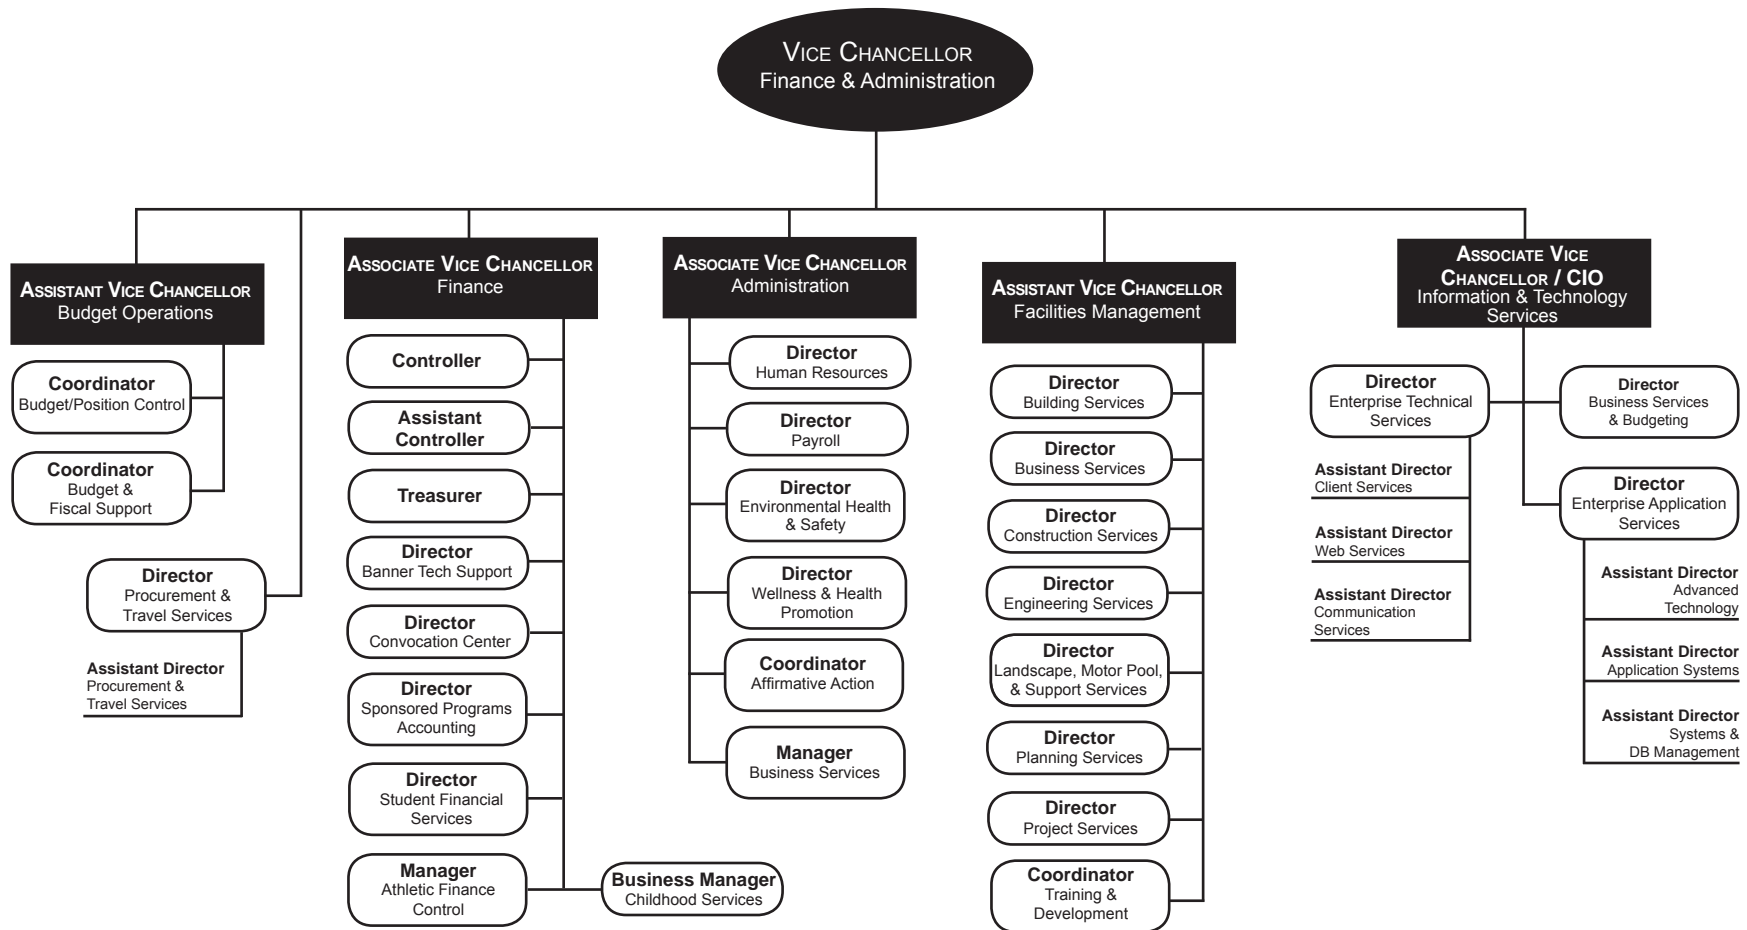 VICE CHANCELLOR
Finance & Administration
ASSISTANT VICE CHANCELLOR
Budget Operations
Coordinator
Budget/Position Control
Coordinator
Budget &
Fiscal Support
Director
Procurement &
Travel Services
Assistant Director
Procurement &
Travel Services
ASSOCIATE VICE CHANCELLOR
Finance
Controller
Assistant
Controller
Treasurer
Director
Banner Tech Support
Director
Convocation Center
Director
Sponsored Programs
Accounting
Director
Student Financial
Services
Manager
Athletic Finance
Control
Business Manager
Childhood Services
ASSOCIATE VICE CHANCELLOR
Administration
Director
Human Resources
Director
Payroll
Director
Environmental Health
& Safety
Director
Wellness & Health
Promotion
Coordinator
Affirmative Action
Manager
Business Services
ASSISTANT VICE CHANCELLOR
Facilities Management
Director
Building Services
Director
Business Services
Director
Construction Services
Director
Engineering Services
Director
Landscape, Motor Pool,
& Support Services
Director
Planning Services
Director
Project Services
Coordinator
Training &
Development
ASSOCIATE VICE
CHANCELLOR / CIO
Information & Technology
Services
Director
Enterprise Technical
Services
Assistant Director
Client Services
Assistant Director
Web Services
Assistant Director
Communication
Services
Director
Business Services
& Budgeting
Director
Enterprise Application
Services
Assistant Director
Advanced
Technology
Assistant Director
Application Systems
Assistant Director
Systems &
DB Management